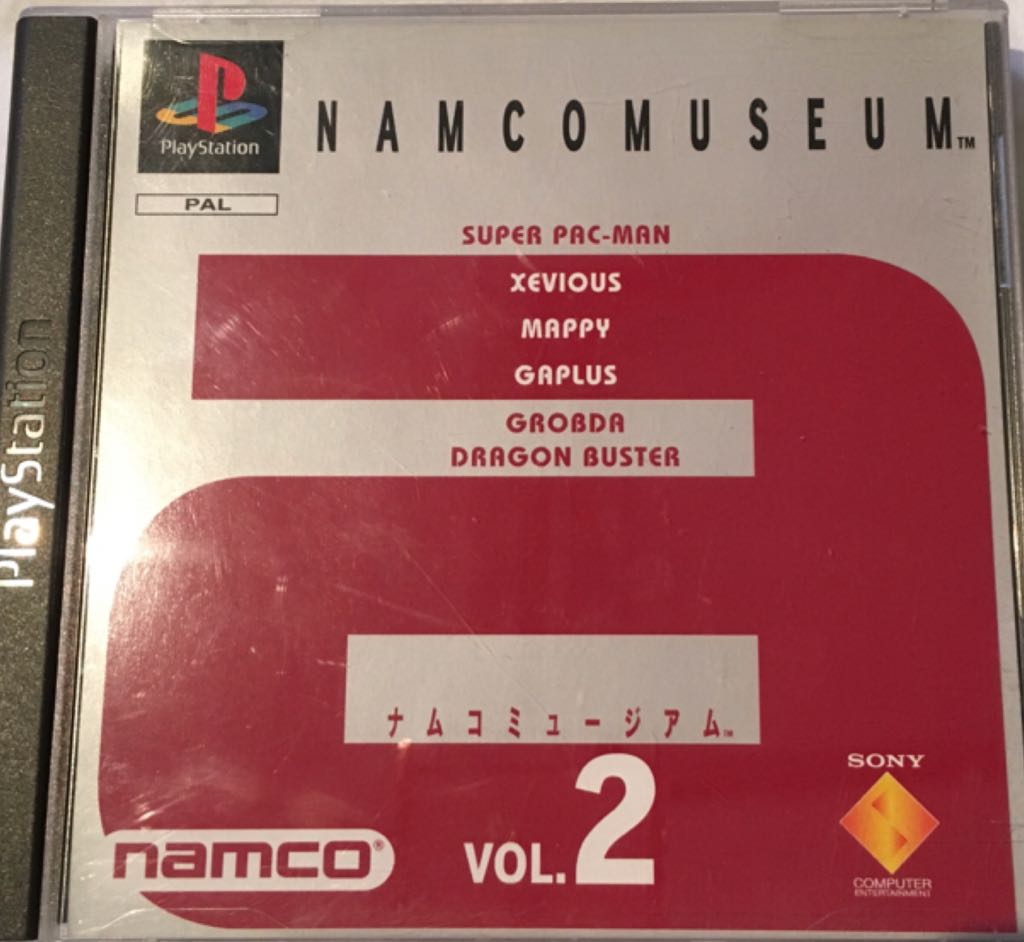 PlayStation
PlayStation
NAMCOMUSEUM™
PAL
SUPER PAC-MAN
XEVIOUS
MAPPY
GAPLUS
GROBDA
DRAGON BUSTER
ナムコミュージアム™
SONY
namco®
VOL.2
COMPUTER
ENTERTAINMENT